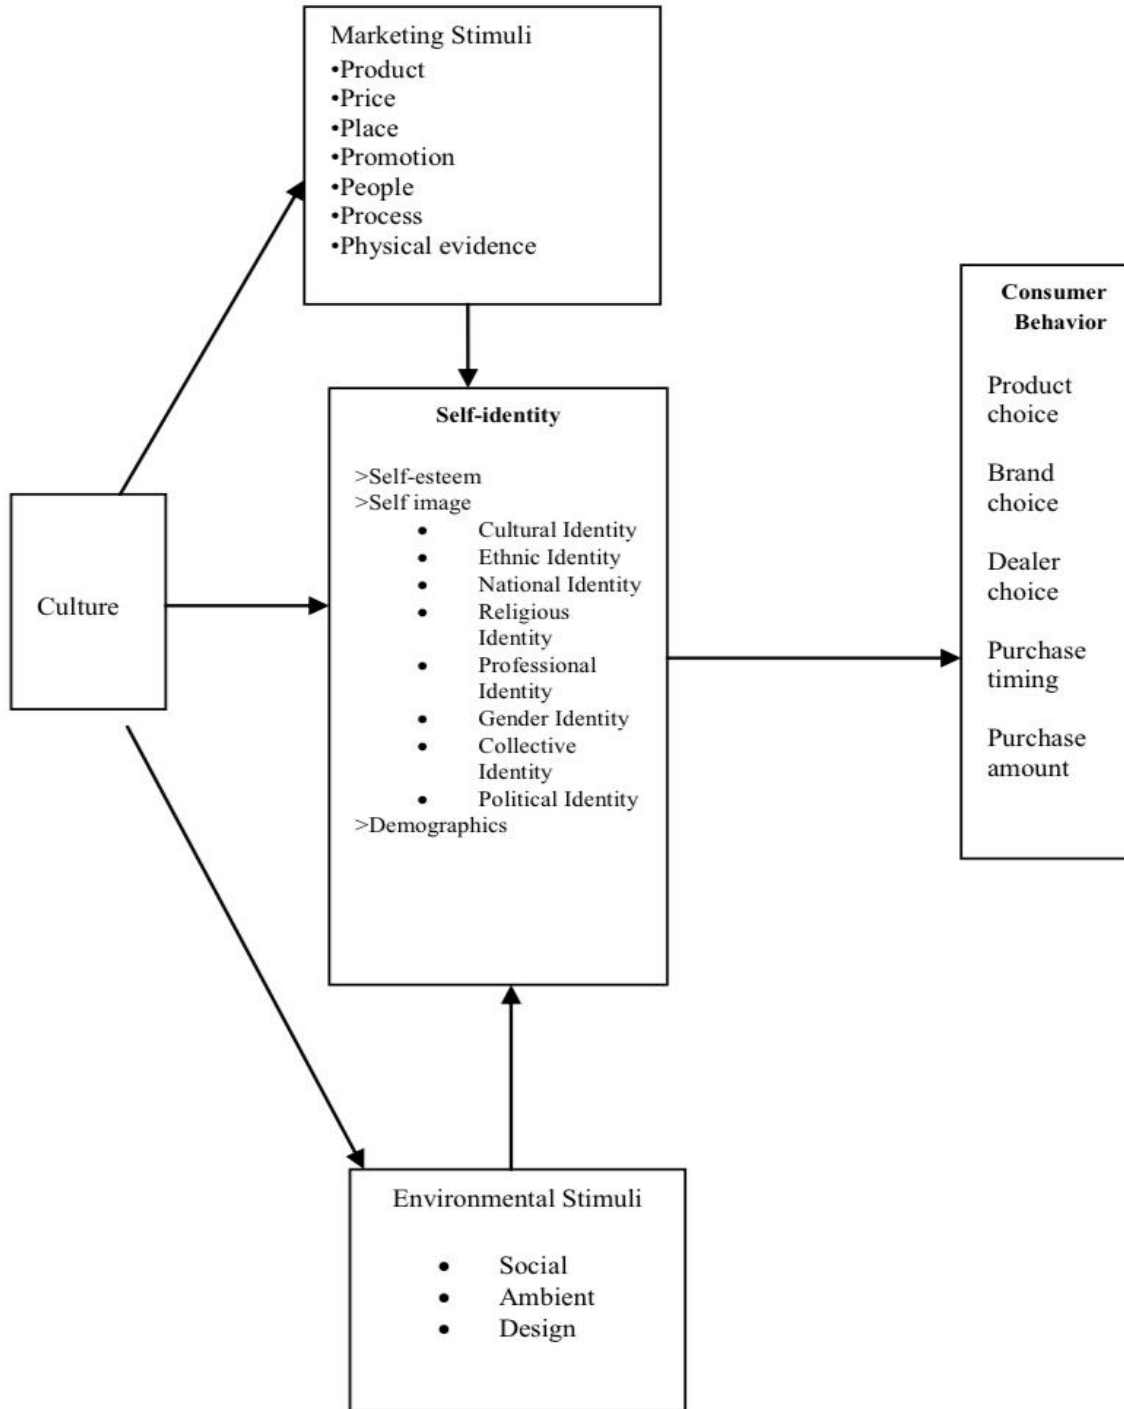 Marketing Stimuli
•Product
•Price
•Place
•Promotion
•People
•Process
•Physical evidence
Culture
Self-identity
>Self-esteem
>Self image
• Cultural Identity
• Ethnic Identity
• National Identity
• Religious
Identity
• Professional
Identity
• Gender Identity
• Collective
Identity
• Political Identity
>Demographics
Environmental Stimuli
• Social
• Ambient
• Design
Consumer
Behavior
Product
choice
Brand
choice
Dealer
choice
Purchase
timing
Purchase
amount